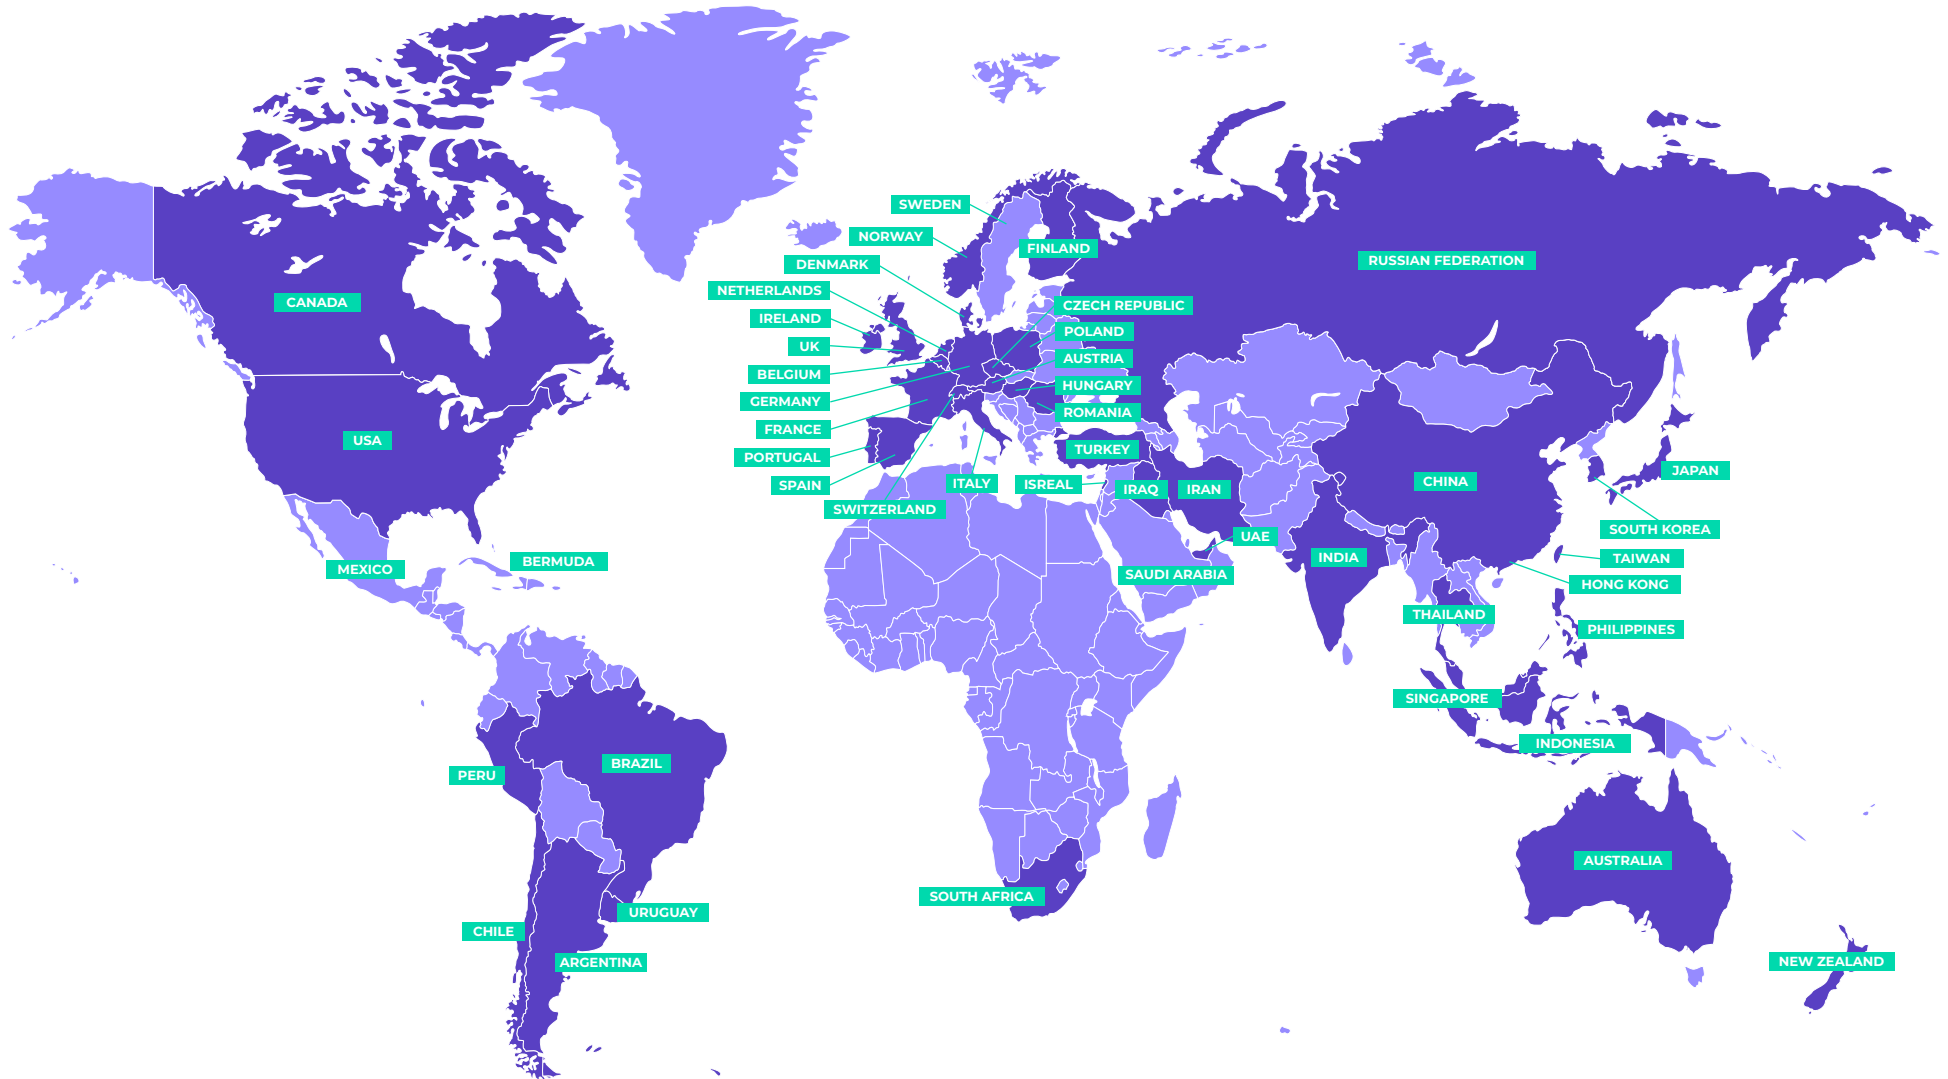 SWEDEN
NORWAY
FINLAND
DENMARK
RUSSIAN FEDERATION
NETHERLANDS
CANADA
CZECH REPUBLIC
IRELAND
POLAND
UK
AUSTRIA
BELGIUM
HUNGARY
GERMANY
ROMANIA
FRANCE
USA
TURKEY
PORTUGAL
JAPAN
SPAIN
ITALY
ISREAL
IRAQ
IRAN
CHINA
SWITZERLAND
SOUTH KOREA
UAE
INDIA
TAIWAN
BERMUDA
MEXICO
SAUDI ARABIA
HONG KONG
THAILAND
PHILIPPINES
SINGAPORE
INDONESIA
BRAZIL
PERU
AUSTRALIA
SOUTH AFRICA
URUGUAY
CHILE
ARGENTINA
NEW ZEALAND